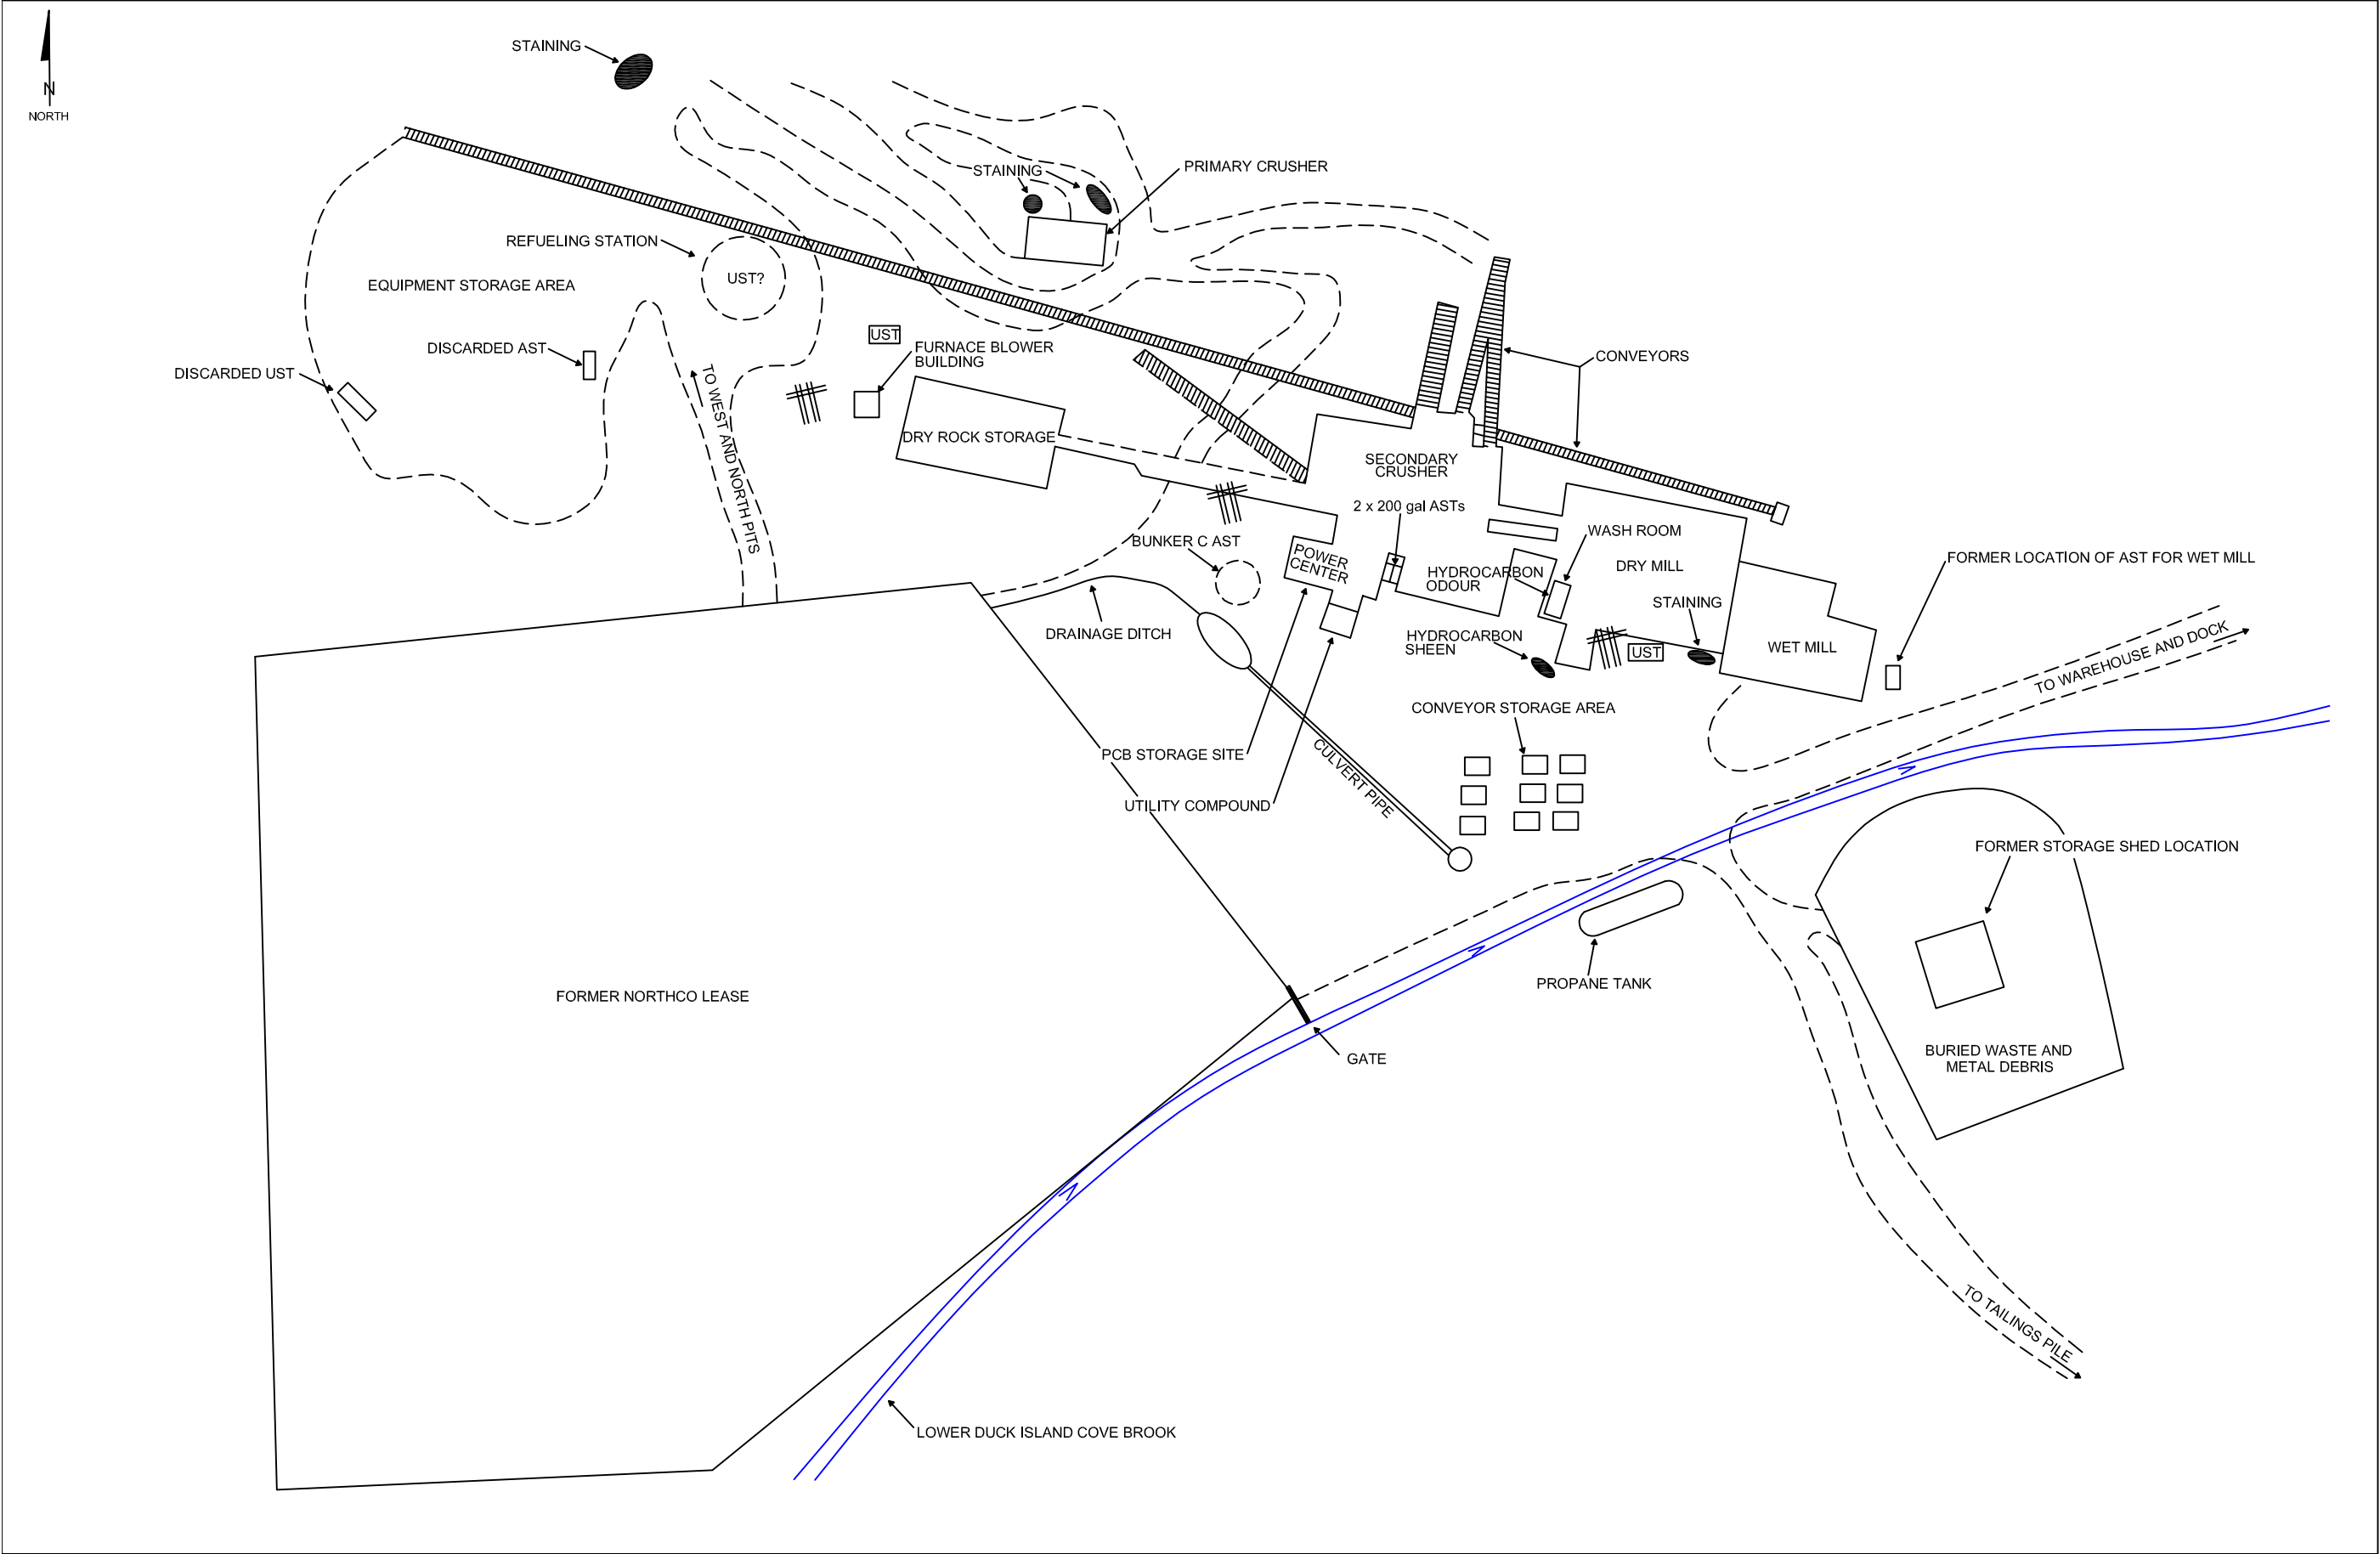 STAINING
N
NORTH
STAINING
PRIMARY CRUSHER
REFUELING STATION
UST?
EQUIPMENT STORAGE AREA
UST
DISCARDED AST
FURNACE BLOWER
BUILDING
CONVEYORS
DISCARDED UST
TO WEST AND NORTH PITS
DRY ROCK STORAGE
SECONDARY
CRUSHER
2 x 200 gal ASTs
WASH ROOM
BUNKER C AST
POWER
CENTER
HYDROCARBON
ODOUR
DRY MILL
FORMER LOCATION OF AST FOR WET MILL
STAINING
DRAINAGE DITCH
HYDROCARBON
SHEEN
UST
WET MILL
TO WAREHOUSE AND DOCK
CONVEYOR STORAGE AREA
PCB STORAGE SITE
CULVERT PIPE
UTILITY COMPOUND
FORMER STORAGE SHED LOCATION
PROPANE TANK
FORMER NORTHCO LEASE
GATE
BURIED WASTE AND
METAL DEBRIS
TO TAILINGS PILE
LOWER DUCK ISLAND COVE BROOK